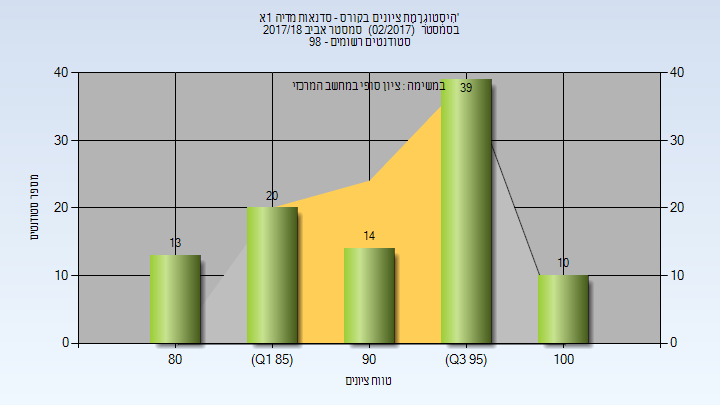 הִיסְטוגְרָמַת ציונים בקורס - סדנאות מדיה 1א'
בסמסטר (02/2017) סמסטר אביב 2017/18
סטודנטים רשומים - 98
במשימה : ציון סופי במחשב המרכזי
40
30
20
10
0
40
30
20
10
0
13
20
14
39
10
80
(Q1 85)
90
(Q3 95)
100
מספר סטודנטים
טווח ציונים